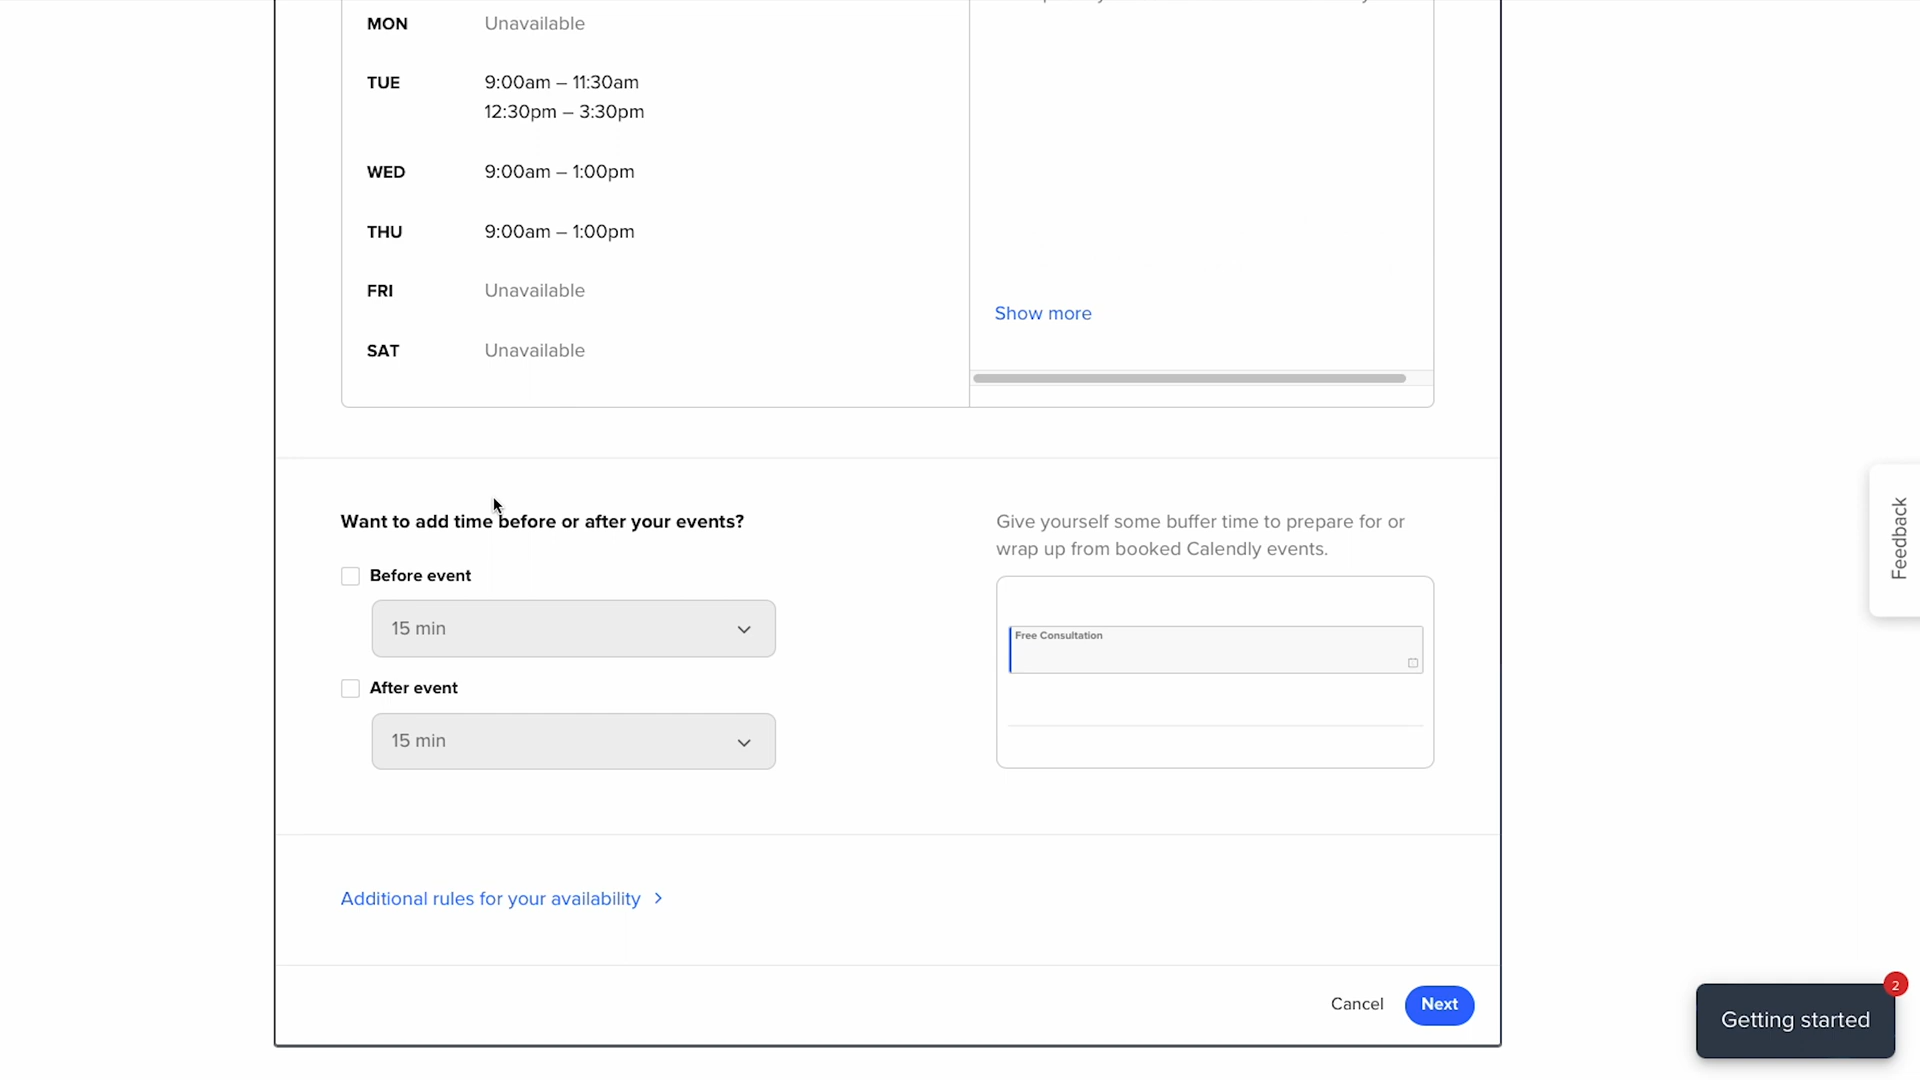 MON Unavailable
TUE 9:00am – 11:30am
12:30pm – 3:30pm
WED 9:00am – 1:00pm
THU 9:00am – 1:00pm
FRI Unavailable
SAT Unavailable
Show more
Want to add time before or after your events?
Before event
15 min
After event
15 min
Give yourself some buffer time to prepare for or
wrap up from booked Calendly events.
Free Consultation
Additional rules for your availability
Cancel Next
Feedback
2
Getting started